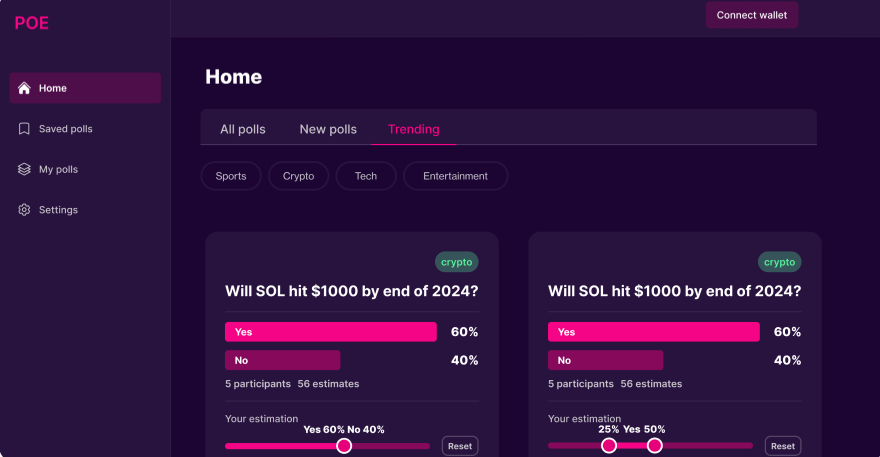 POE
Connect wallet
Home
Saved polls
My polls
Settings
Home
All polls New polls Trending
Sports Crypto Tech Entertainment
crypto
Will SOL hit $1000 by end of 2024?
Yes 60%
No 40%
5 participants 56 estimates
Your estimation
Yes 60% No 40%
Reset
crypto
Will SOL hit $1000 by end of 2024?
Yes 60%
No 40%
5 participants 56 estimates
Your estimation
25% Yes 50%
Reset